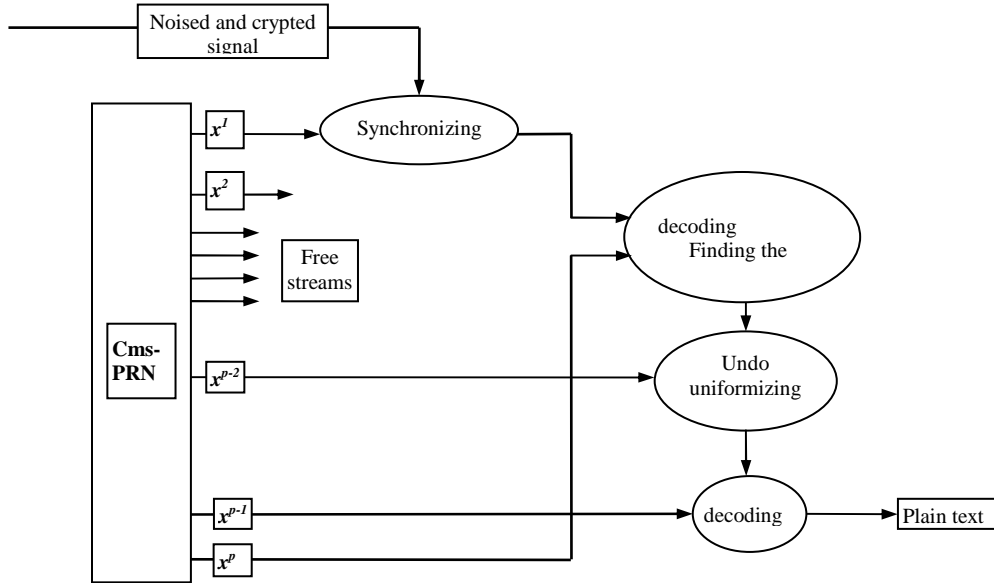 Noised and crypted
signal
x¹
Synchronizing
x²
decoding
Finding the
Free
streams
Cms-
PRN
xᵖ⁻²
Undo
uniformizing
xᵖ⁻¹
decoding
Plain text
xᵖ